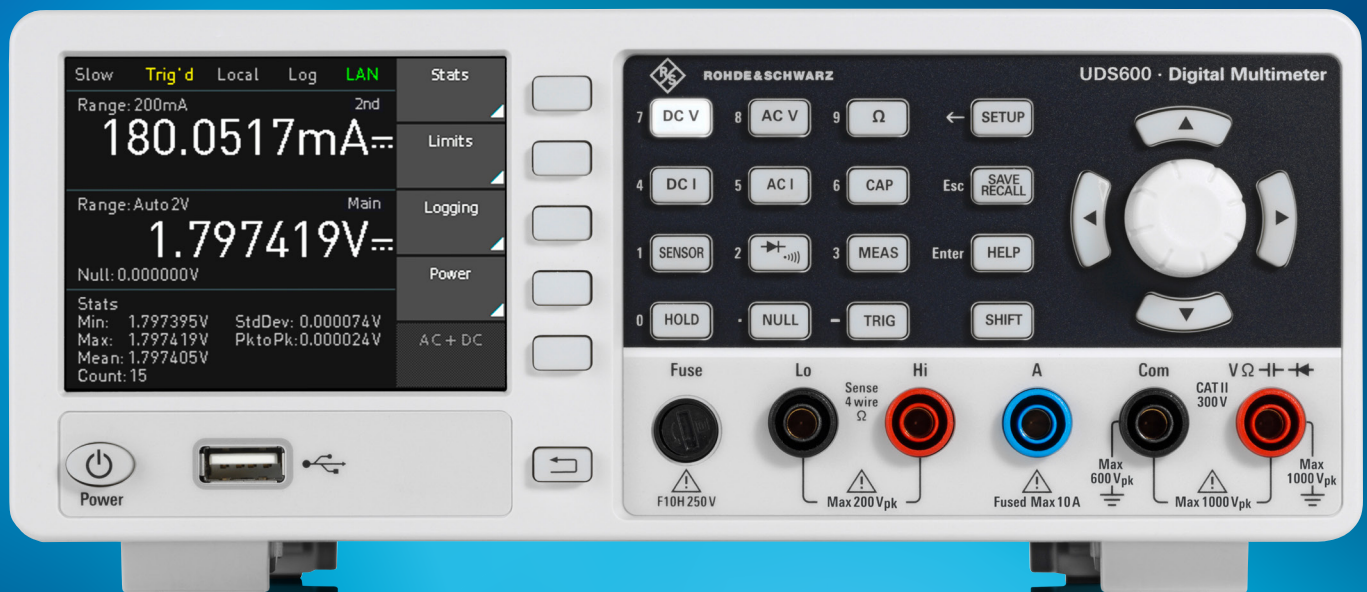 Slow Trig'd Local Log LAN
Range: 200mA 2nd
180.0517mA
Range: Auto 2V Main
1.797419V
Null: 0.000000V
Stats
Min: 1.797395V StdDev: 0.000074V
Max: 1.797419V PktoPk: 0.000024V
Mean: 1.797405V
Count: 15
Stats
Limits
Logging
Power
AC + DC
Power
R&S ROHDE & SCHWARZ
UDS600 · Digital Multimeter
7 DC V 8 AC V 9 Ω ← SETUP
4 DC I 5 AC I 6 CAP Esc SAVE RECALL
1 SENSOR 2 3 MEAS Enter HELP
0 HOLD · NULL – TRIG SHIFT
Fuse Lo Hi A Com V Ω
Sense
4 wire
Ω
CAT II
300 V
F10H 250 V
Max 200 Vpk
Fused Max 10 A
Max
600 Vpk
Max 1000 Vpk
Max
1000 Vpk